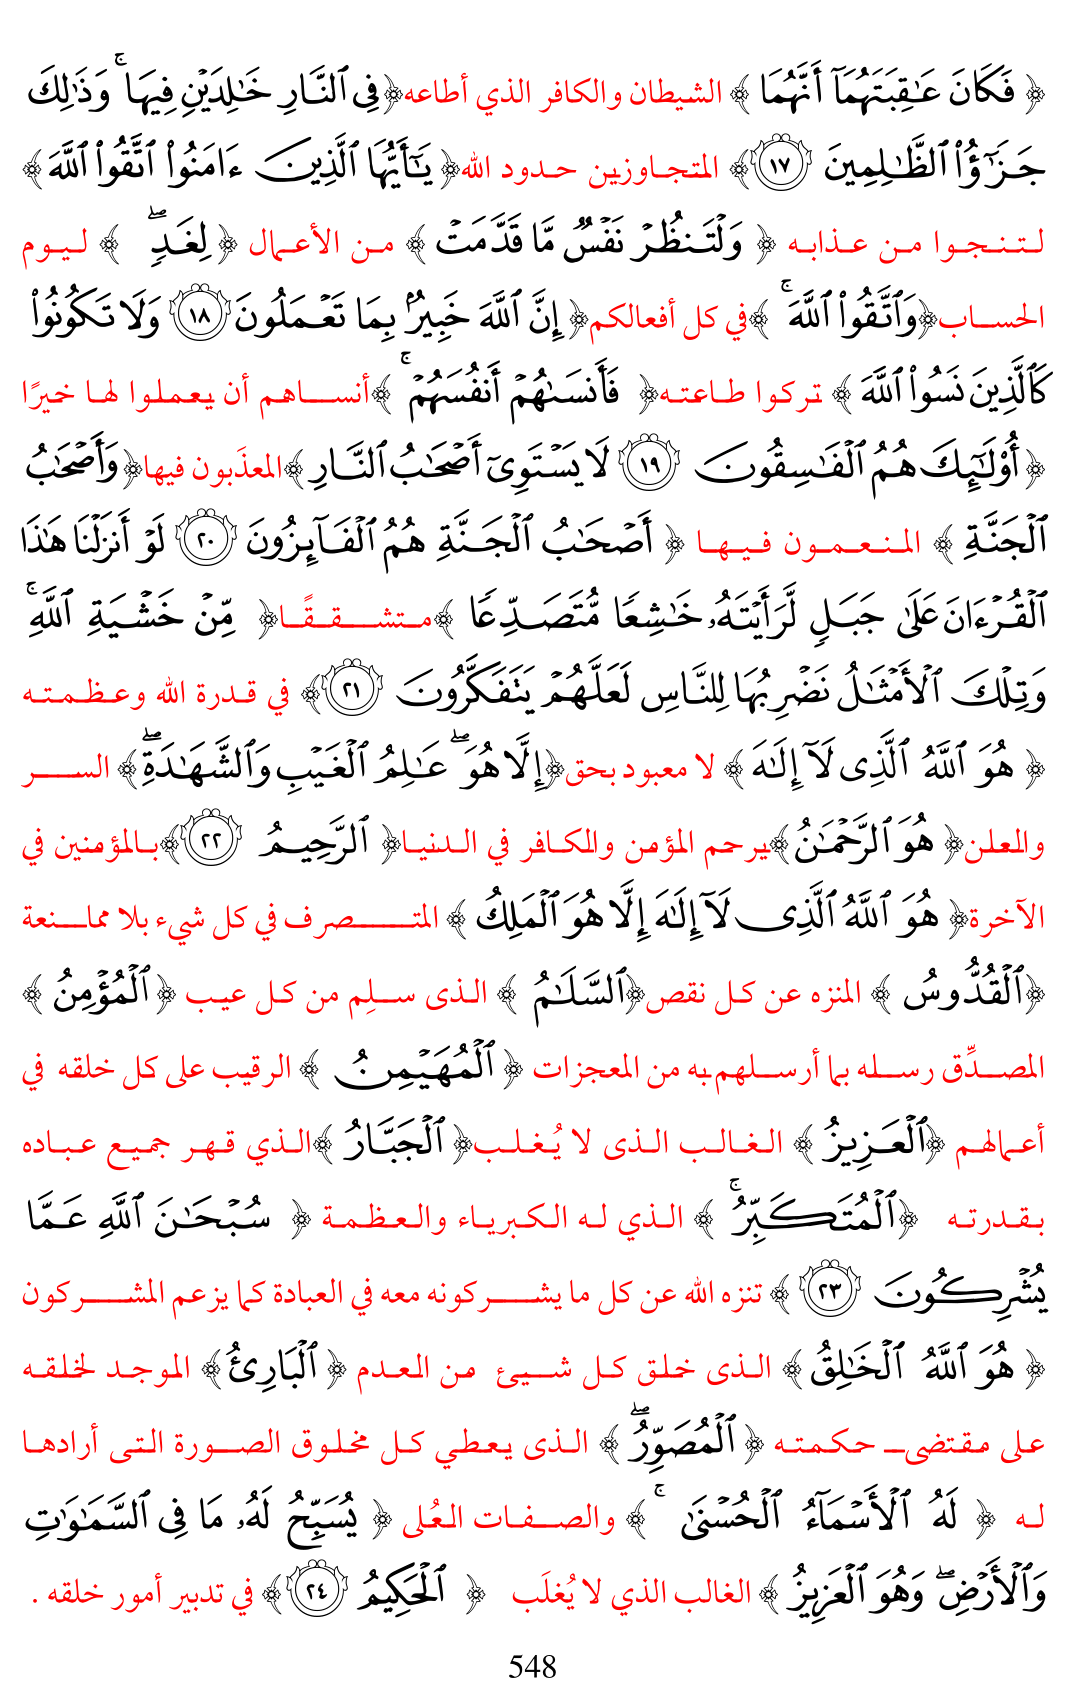 ﴿ فَكَانَ عَٰقِبَتَهُمَآ أَنَّهُمَا ﴾ الشيطان والكافر الذي أطاعه﴿فِى ٱلنَّارِ خَٰلِدَيْنِ فِيهَا ۚ وَذَٰلِكَ
جَزَٰٓؤُا۟ ٱلظَّٰلِمِينَ ١٧﴾ المتجاوزين حدود الله﴿يَٰٓأَيُّهَا ٱلَّذِينَ ءَامَنُوا۟ ٱتَّقُوا۟ ٱللَّهَ﴾
لتنجوا من عذابه ﴿ وَلْتَنظُرْ نَفْسٌ مَّا قَدَّمَتْ ﴾ من الأعمال ﴿ لِغَدٍ ۖ ﴾ ليوم
الحساب﴿وَٱتَّقُوا۟ ٱللَّهَ ۚ ﴾في كل أفعالكم﴿ إِنَّ ٱللَّهَ خَبِيرٌۢ بِمَا تَعْمَلُونَ ١٨ وَلَا تَكُونُوا۟
كَٱلَّذِينَ نَسُوا۟ ٱللَّهَ ﴾ تركوا طاعته﴿ فَأَنسَىٰهُمْ أَنفُسَهُمْ ۚ ﴾أنساهم أن يعملوا لها خيرًا
﴿ أُو۟لَٰٓئِكَ هُمُ ٱلْفَٰسِقُونَ ١٩ لَا يَسْتَوِىٓ أَصْحَٰبُ ٱلنَّارِ ﴾المعذَبون فيها﴿وَأَصْحَٰبُ
ٱلْجَنَّةِ ﴾ المنعمون فيها ﴿ أَصْحَٰبُ ٱلْجَنَّةِ هُمُ ٱلْفَآئِزُونَ ٢٠ لَوْ أَنزَلْنَا هَٰذَا
ٱلْقُرْءَانَ عَلَىٰ جَبَلٍ لَّرَأَيْتَهُۥ خَٰشِعًا مُّتَصَدِّعًا ﴾متشققًا﴿ مِّنْ خَشْيَةِ ٱللَّهِ ۚ
وَتِلْكَ ٱلْأَمْثَٰلُ نَضْرِبُهَا لِلنَّاسِ لَعَلَّهُمْ يَتَفَكَّرُونَ ٢١﴾ في قدرة الله وعظمته
﴿ هُوَ ٱللَّهُ ٱلَّذِى لَآ إِلَٰهَ ﴾ لا معبود بحق﴿إِلَّا هُوَ ۖ عَٰلِمُ ٱلْغَيْبِ وَٱلشَّهَٰدَةِ ۖ﴾ السر
والعلن﴿ هُوَ ٱلرَّحْمَٰنُ﴾يرحم المؤمن والكافر في الدنيا﴿ ٱلرَّحِيمُ ٢٢﴾بالمؤمنين في
الآخرة﴿ هُوَ ٱللَّهُ ٱلَّذِى لَآ إِلَٰهَ إِلَّا هُوَ ٱلْمَلِكُ ﴾ المتصرف في كل شيء بلا ممانعة
﴿ٱلْقُدُّوسُ ﴾ المنزه عن كل نقص﴿ٱلسَّلَٰمُ ﴾ الذى سلِم من كل عيب ﴿ ٱلْمُؤْمِنُ ﴾
المصدِّق رسله بما أرسلهم به من المعجزات ﴿ ٱلْمُهَيْمِنُ ﴾ الرقيب على كل خلقه في
أعمالهم ﴿ٱلْعَزِيزُ ﴾ الغالب الذى لا يُغلب﴿ ٱلْجَبَّارُ ﴾الذي قهر جميع عباده
بقدرته ﴿ٱلْمُتَكَبِّرُ ۚ ﴾ الذي له الكبرياء والعظمة ﴿ سُبْحَٰنَ ٱللَّهِ عَمَّا
يُشْرِكُونَ ٢٣ ﴾ تنزه الله عن كل ما يشركونه معه في العبادة كما يزعم المشركون
﴿ هُوَ ٱللَّهُ ٱلْخَٰلِقُ ﴾ الذى خلق كل شيئ من العدم ﴿ ٱلْبَارِئُ﴾ الموجد لخلقه
على مقتضى حكمته ﴿ ٱلْمُصَوِّرُ ۖ ﴾ الذى يعطي كل مخلوق الصورة التى أرادها
له ﴿ لَهُ ٱلْأَسْمَآءُ ٱلْحُسْنَىٰ ۚ ﴾ والصفات العُلى ﴿ يُسَبِّحُ لَهُۥ مَا فِى ٱلسَّمَٰوَٰتِ
وَٱلْأَرْضِ ۖ وَهُوَ ٱلْعَزِيزُ ﴾ الغالب الذي لا يُغلَب ﴿ ٱلْحَكِيمُ ٢٤ ﴾ في تدبير أمور خلقه .
548